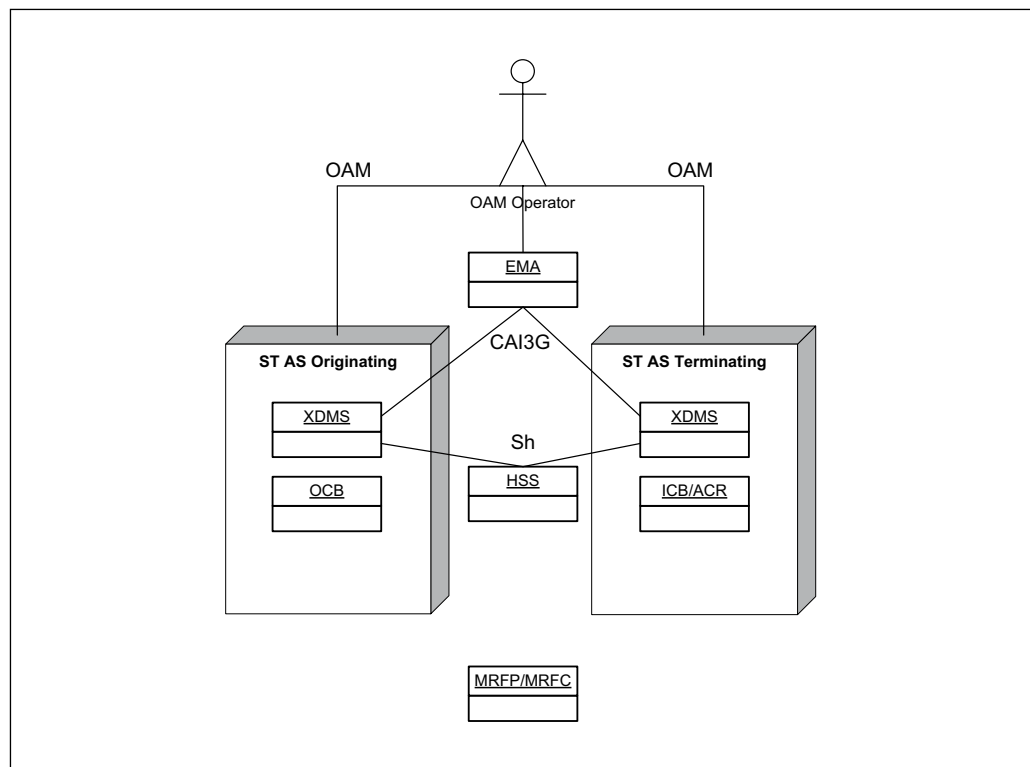 OAM
OAM
OAM Operator
EMA
CAI3G
ST AS Originating
ST AS Terminating
XDMS
XDMS
Sh
HSS
OCB
ICB/ACR
MRFP/MRFC